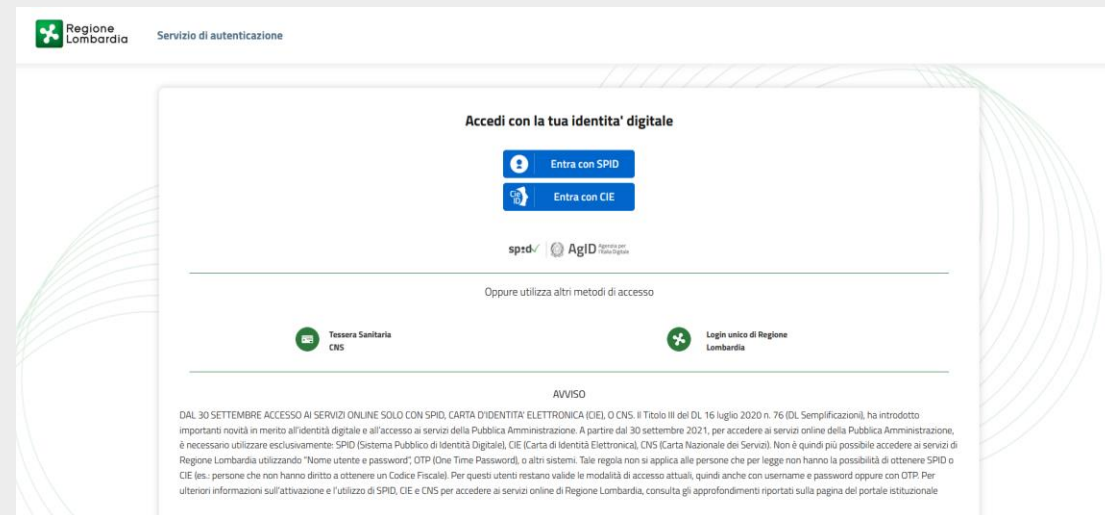 Regione
Lombardia
Servizio di autenticazione
Accedi con la tua identita' digitale
Entra con SPID
CIE
ID
Entra con CIE
sp:d
AgID Agenzia per
l'Italia Digitale
Oppure utilizza altri metodi di accesso
Tessera Sanitaria
CNS
Login unico di Regione
Lombardia
AVVISO
DAL 30 SETTEMBRE ACCESSO AI SERVIZI ONLINE SOLO CON SPID, CARTA D'IDENTITA' ELETTRONICA (CIE), O CNS. Il Titolo III del DL 16 luglio 2020 n. 76 (DL Semplificazioni), ha introdotto
importanti novità in merito all'identità digitale e all'accesso ai servizi della Pubblica Amministrazione. A partire dal 30 settembre 2021, per accedere ai servizi online della Pubblica Amministrazione,
è necessario utilizzare esclusivamente: SPID (Sistema Pubblico di Identità Digitale), CIE (Carta di Identità Elettronica), CNS (Carta Nazionale dei Servizi). Non è quindi più possibile accedere ai servizi di
Regione Lombardia utilizzando "Nome utente e password", OTP (One Time Password), o altri sistemi. Tale regola non si applica alle persone che per legge non hanno la possibilità di ottenere SPID o
CIE (es.: persone che non hanno diritto a ottenere un Codice Fiscale). Per questi utenti restano valide le modalità di accesso attuali, quindi anche con username e password oppure con OTP. Per
ulteriori informazioni sull'attivazione e l'utilizzo di SPID, CIE e CNS per accedere ai servizi online di Regione Lombardia, consulta gli approfondimenti riportati sulla pagina del portale istituzionale